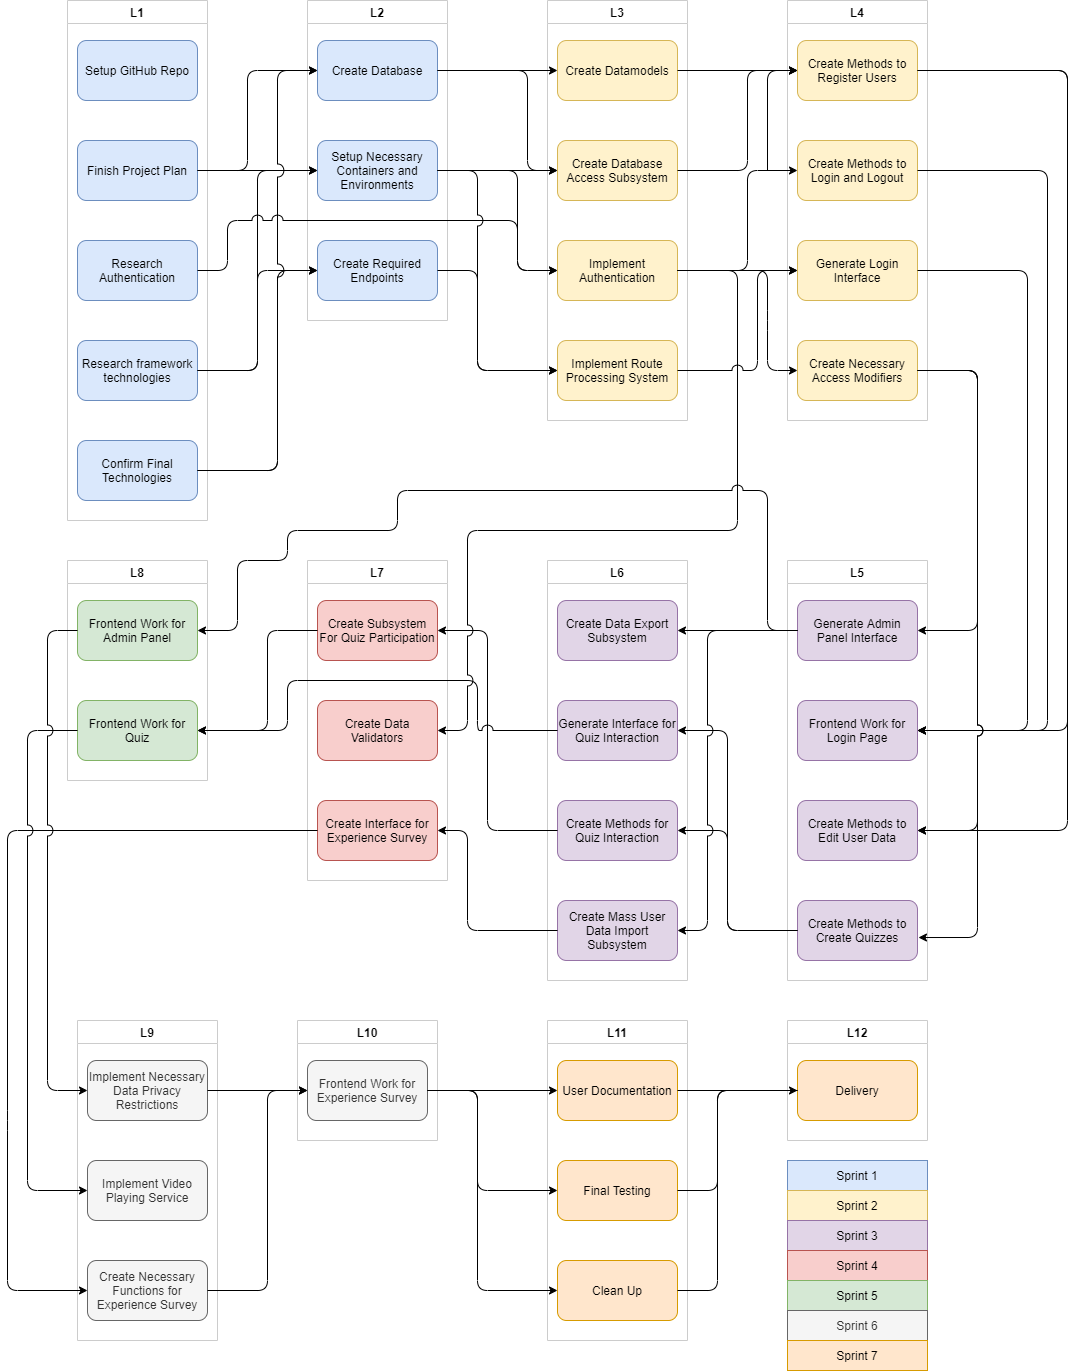 L1
Setup GitHub Repo
Finish Project Plan
Research
Authentication
Research framework
technologies
Confirm Final
Technologies
L2
Create Database
Setup Necessary
Containers and
Environments
Create Required
Endpoints
L3
Create Datamodels
Create Database
Access Subsystem
Implement
Authentication
Implement Route
Processing System
L4
Create Methods to
Register Users
Create Methods to
Login and Logout
Generate Login
Interface
Create Necessary
Access Modifiers
L8
Frontend Work for
Admin Panel
Frontend Work for
Quiz
L7
Create Subsystem
For Quiz Participation
Create Data
Validators
Create Interface for
Experience Survey
L6
Create Data Export
Subsystem
Generate Interface for
Quiz Interaction
Create Methods for
Quiz Interaction
Create Mass User
Data Import
Subsystem
L5
Generate Admin
Panel Interface
Frontend Work for
Login Page
Create Methods to
Edit User Data
Create Methods to
Create Quizzes
L9
Implement Necessary
Data Privacy
Restrictions
Implement Video
Playing Service
Create Necessary
Functions for
Experience Survey
L10
Frontend Work for
Experience Survey
L11
User Documentation
Final Testing
Clean Up
L12
Delivery
Sprint 1
Sprint 2
Sprint 3
Sprint 4
Sprint 5
Sprint 6
Sprint 7